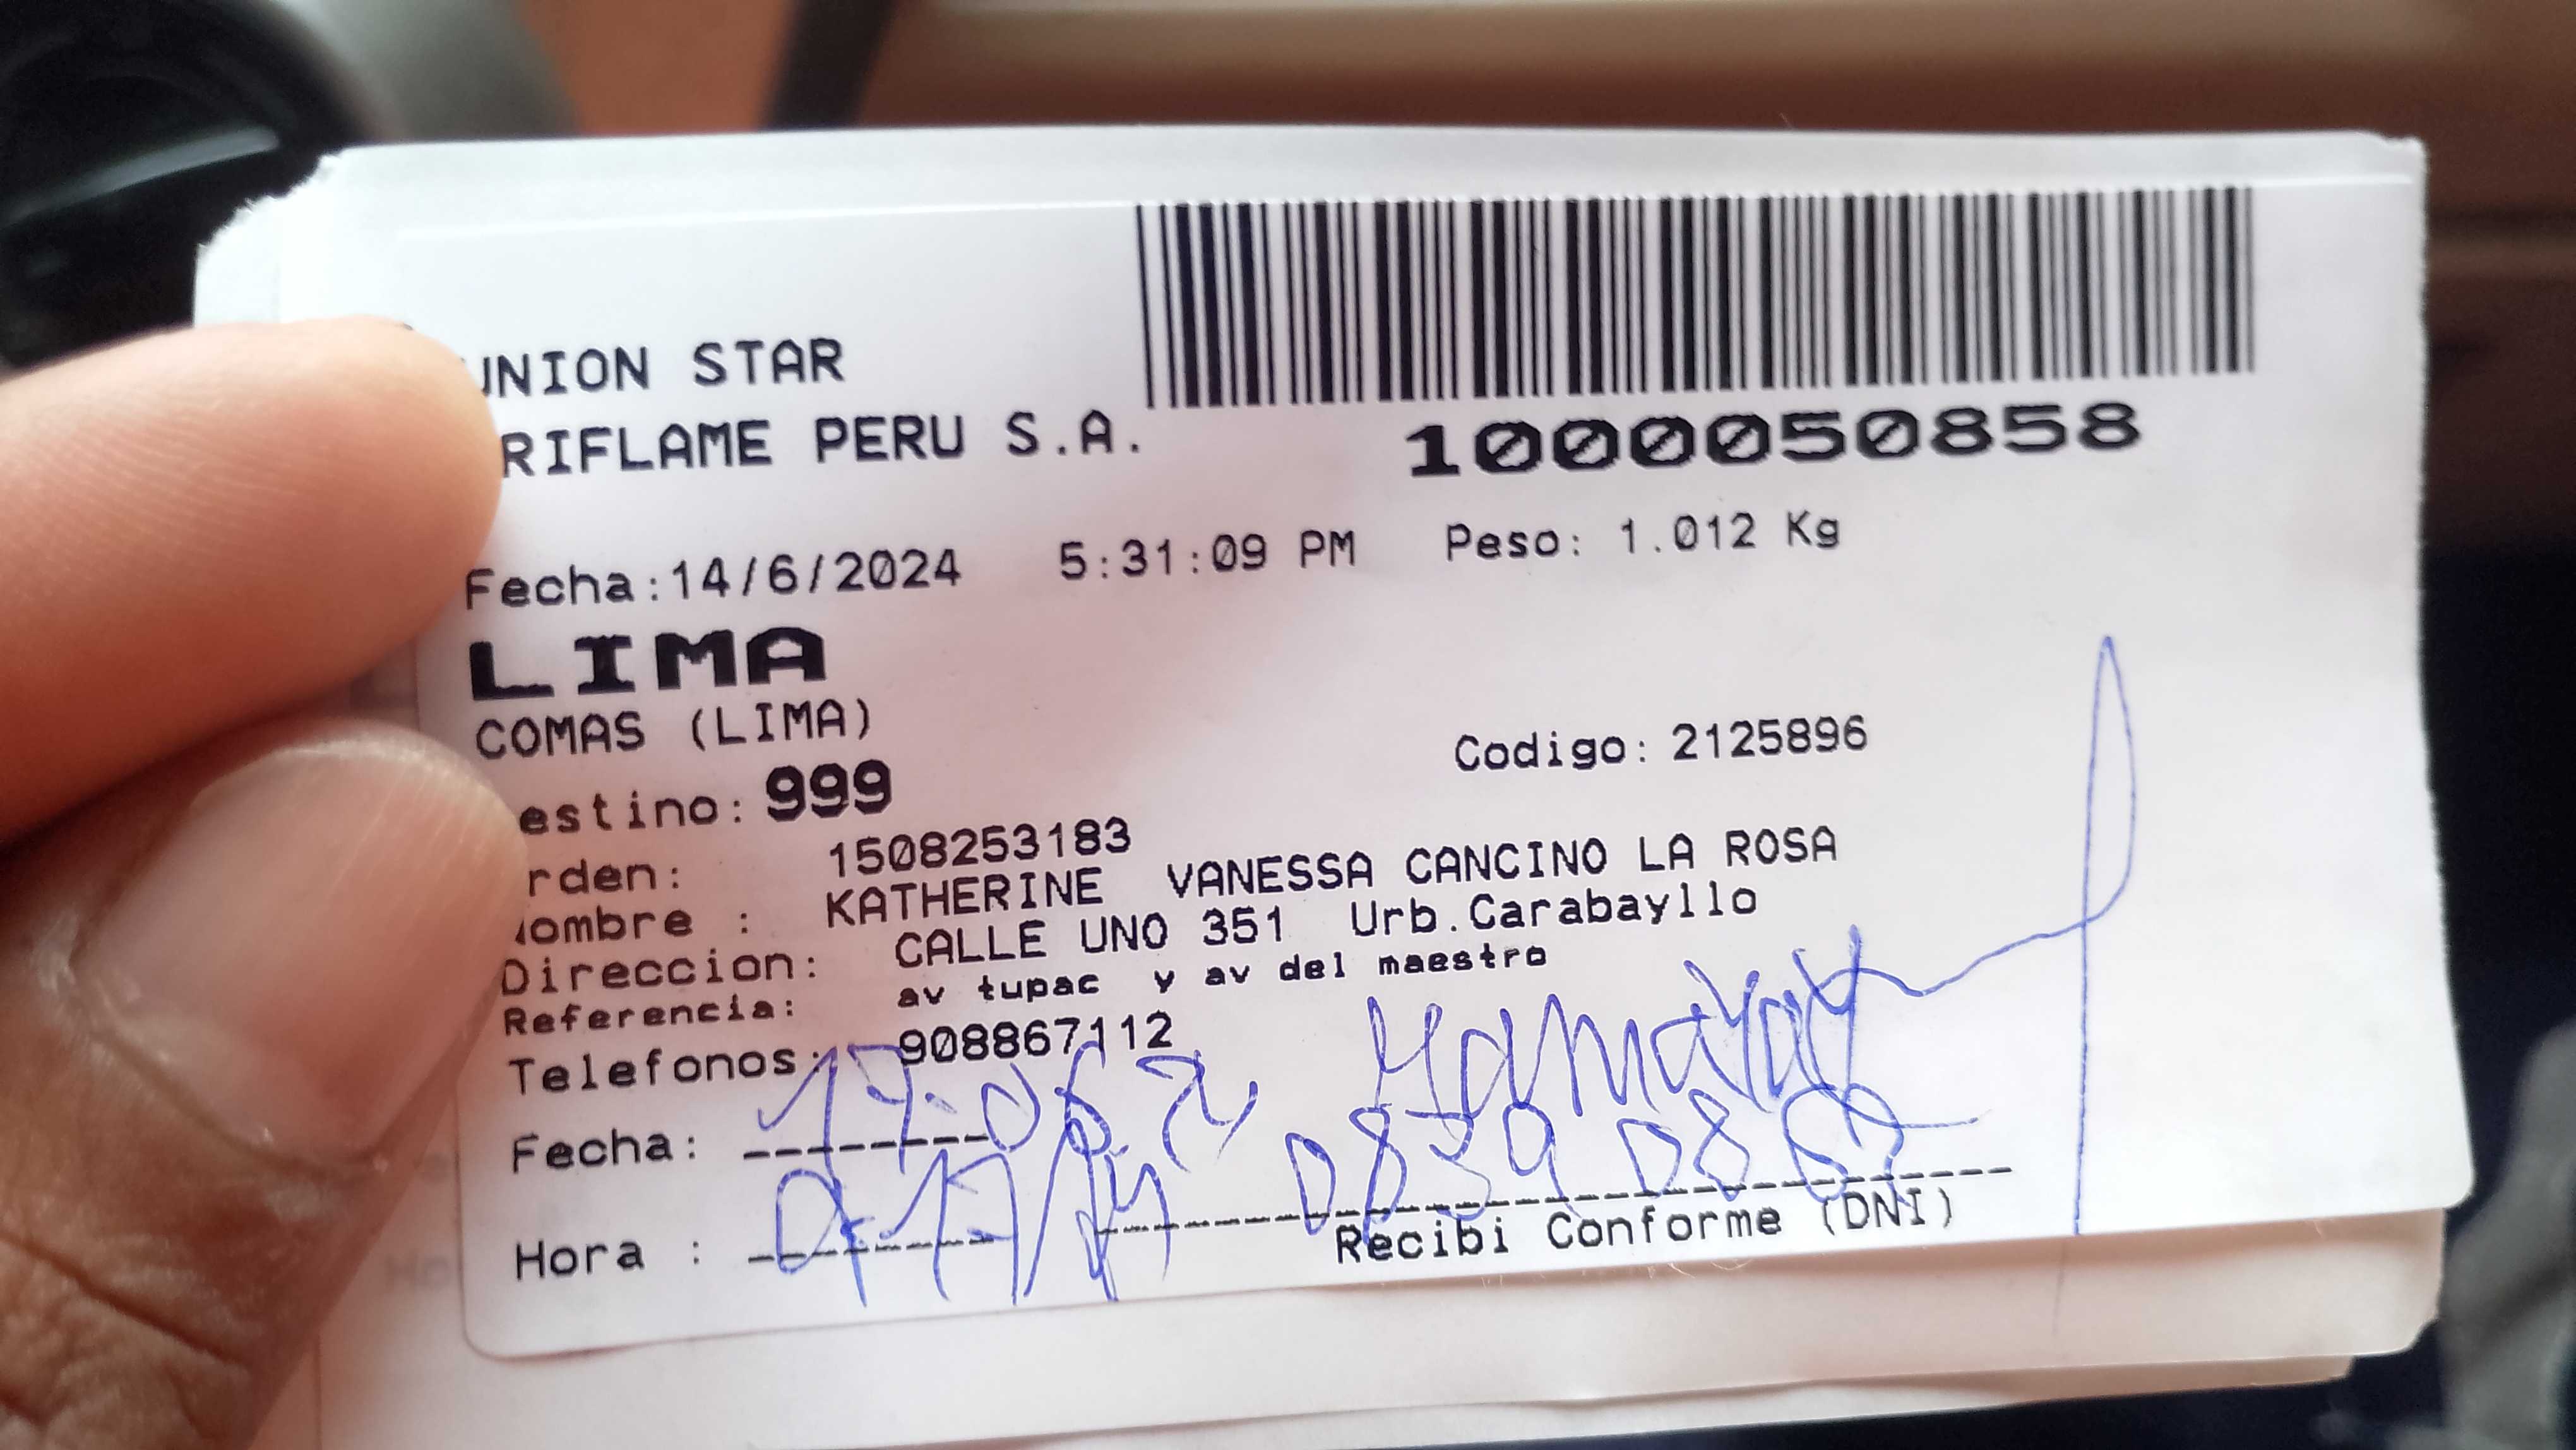 UNION STAR
RIFLAME PERU S.A.
1000050858
Fecha:14/6/2024 5:31:09 PM Peso: 1.012 Kg
LIMA
COMAS (LIMA)
Codigo: 2125896
estino: 999
rden: 1508253183
ombre : KATHERINE VANESSA CANCINO LA ROSA
Direccion: CALLE UNO 351 Urb.Carabayllo
Referencia: av tupac y av del maestro
Telefonos: 908867112
Fecha:
Hora :
Recibi Conforme (DNI)